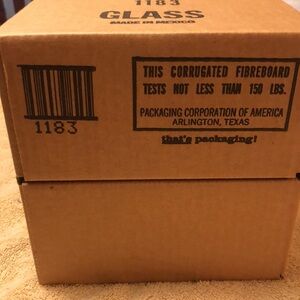 1183
GLASS
MADE IN MEXICO
1183
THIS CORRUGATED FIBREBOARD
TESTS NOT LESS THAN 150 LBS.
PACKAGING CORPORATION OF AMERICA
ARLINGTON, TEXAS
that's packaging!